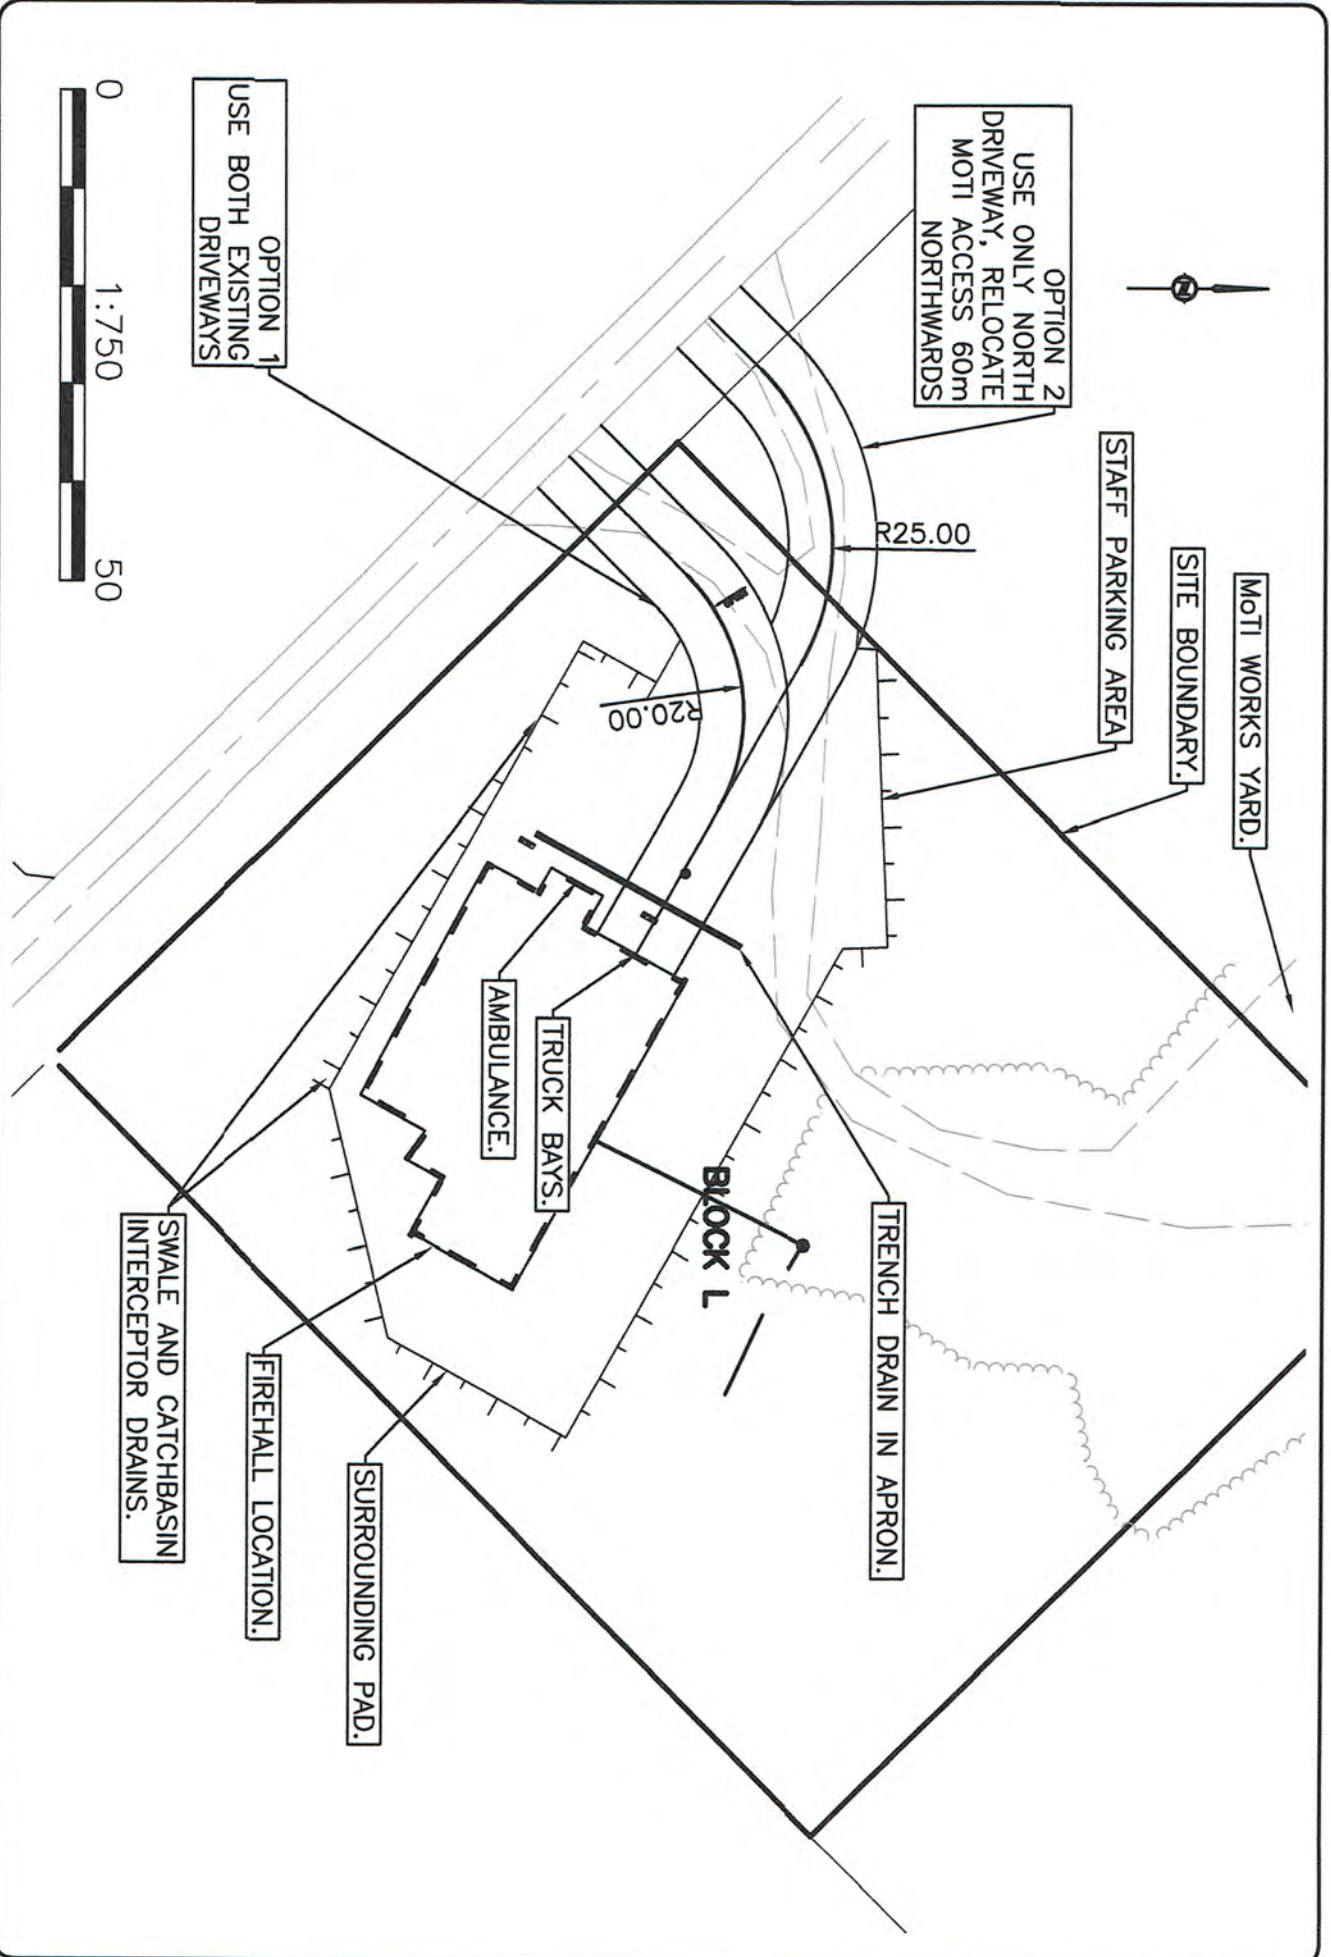 MoTI WORKS YARD.
SITE BOUNDARY.
STAFF PARKING AREA
OPTION 2
USE ONLY NORTH
DRIVEWAY, RELOCATE
MOTI ACCESS 60m
NORTHWARDS
R25.00
R20.00
TRENCH DRAIN IN APRON.
BLOCK L
TRUCK BAYS.
AMBULANCE.
SURROUNDING PAD.
FIREHALL LOCATION.
SWALE AND CATCHBASIN
INTERCEPTOR DRAINS.
OPTION 1
USE BOTH EXISTING
DRIVEWAYS
0
1:750
50
N